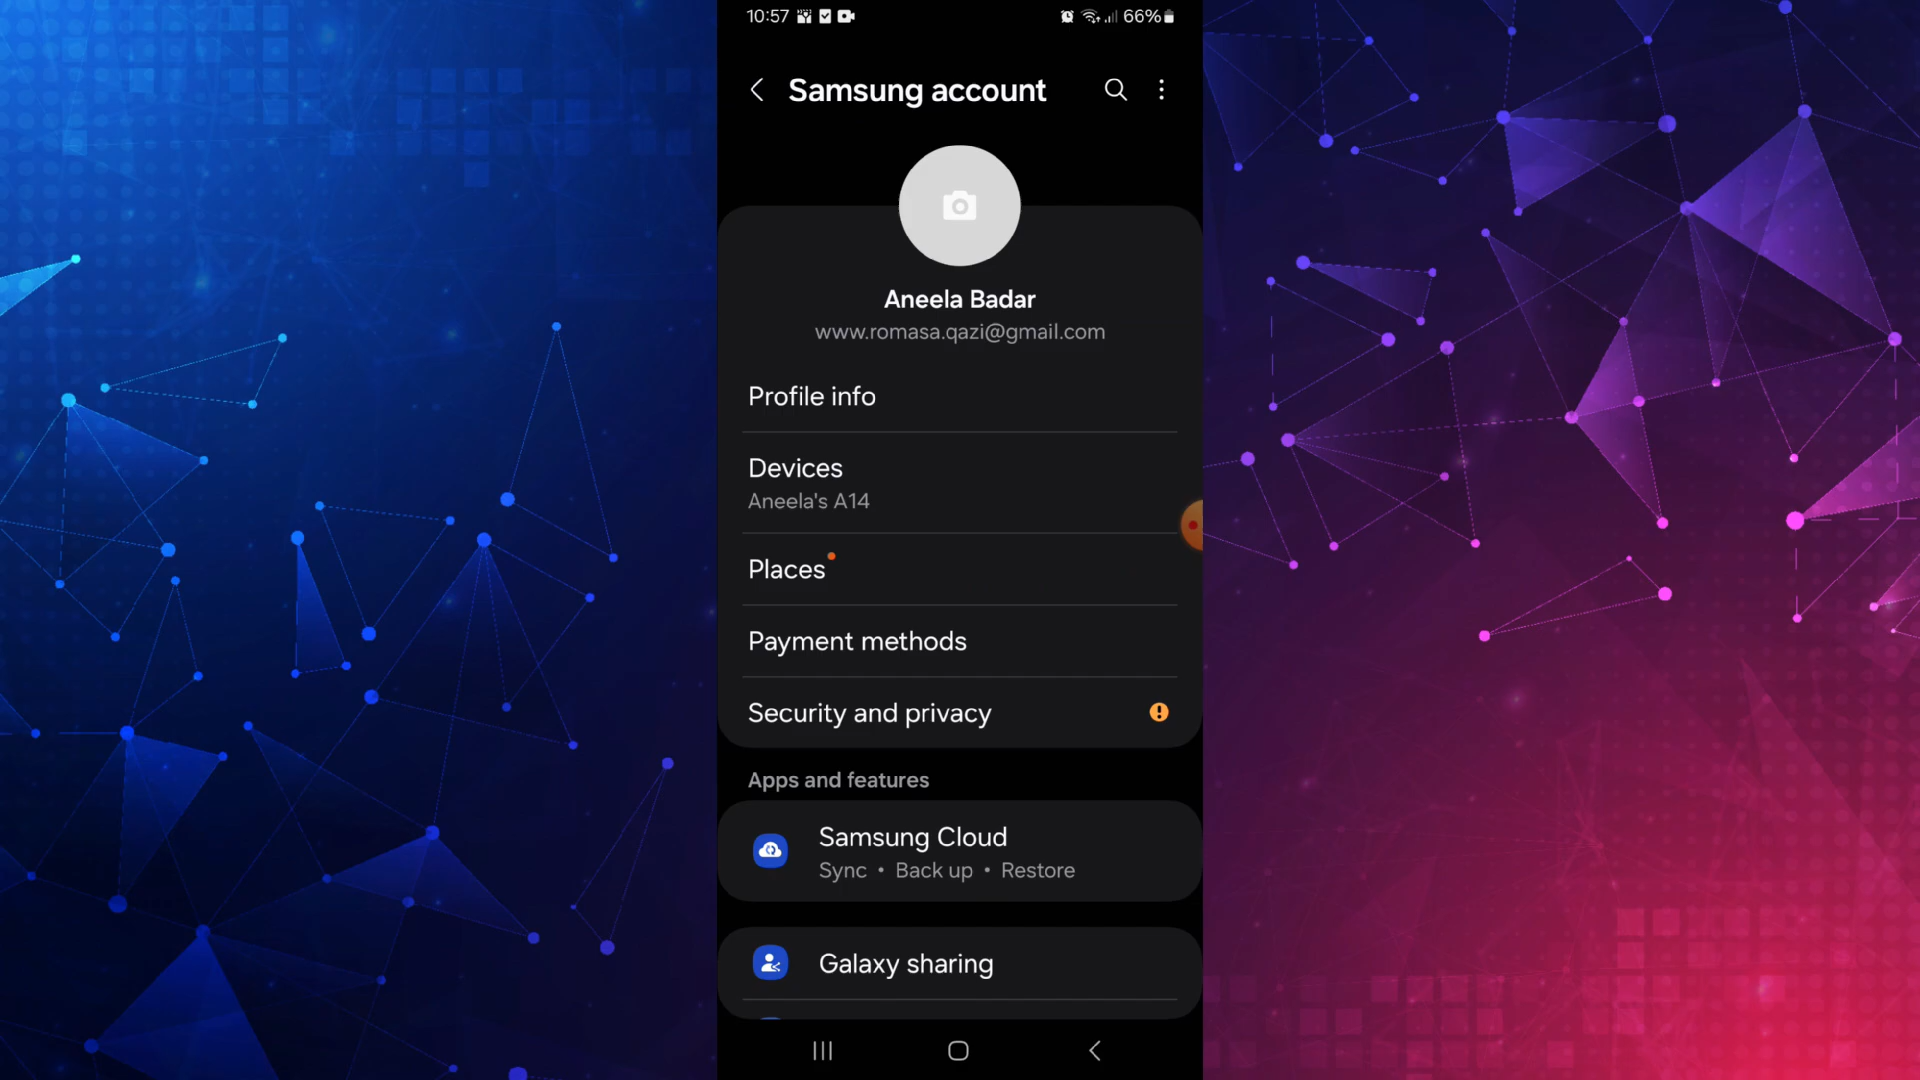 10:57
66%
Samsung account
Aneela Badar
www.romasa.qazi@gmail.com
Profile info
Devices
Aneela's A14
Places
Payment methods
Security and privacy
Apps and features
Samsung Cloud
Sync • Back up • Restore
Galaxy sharing